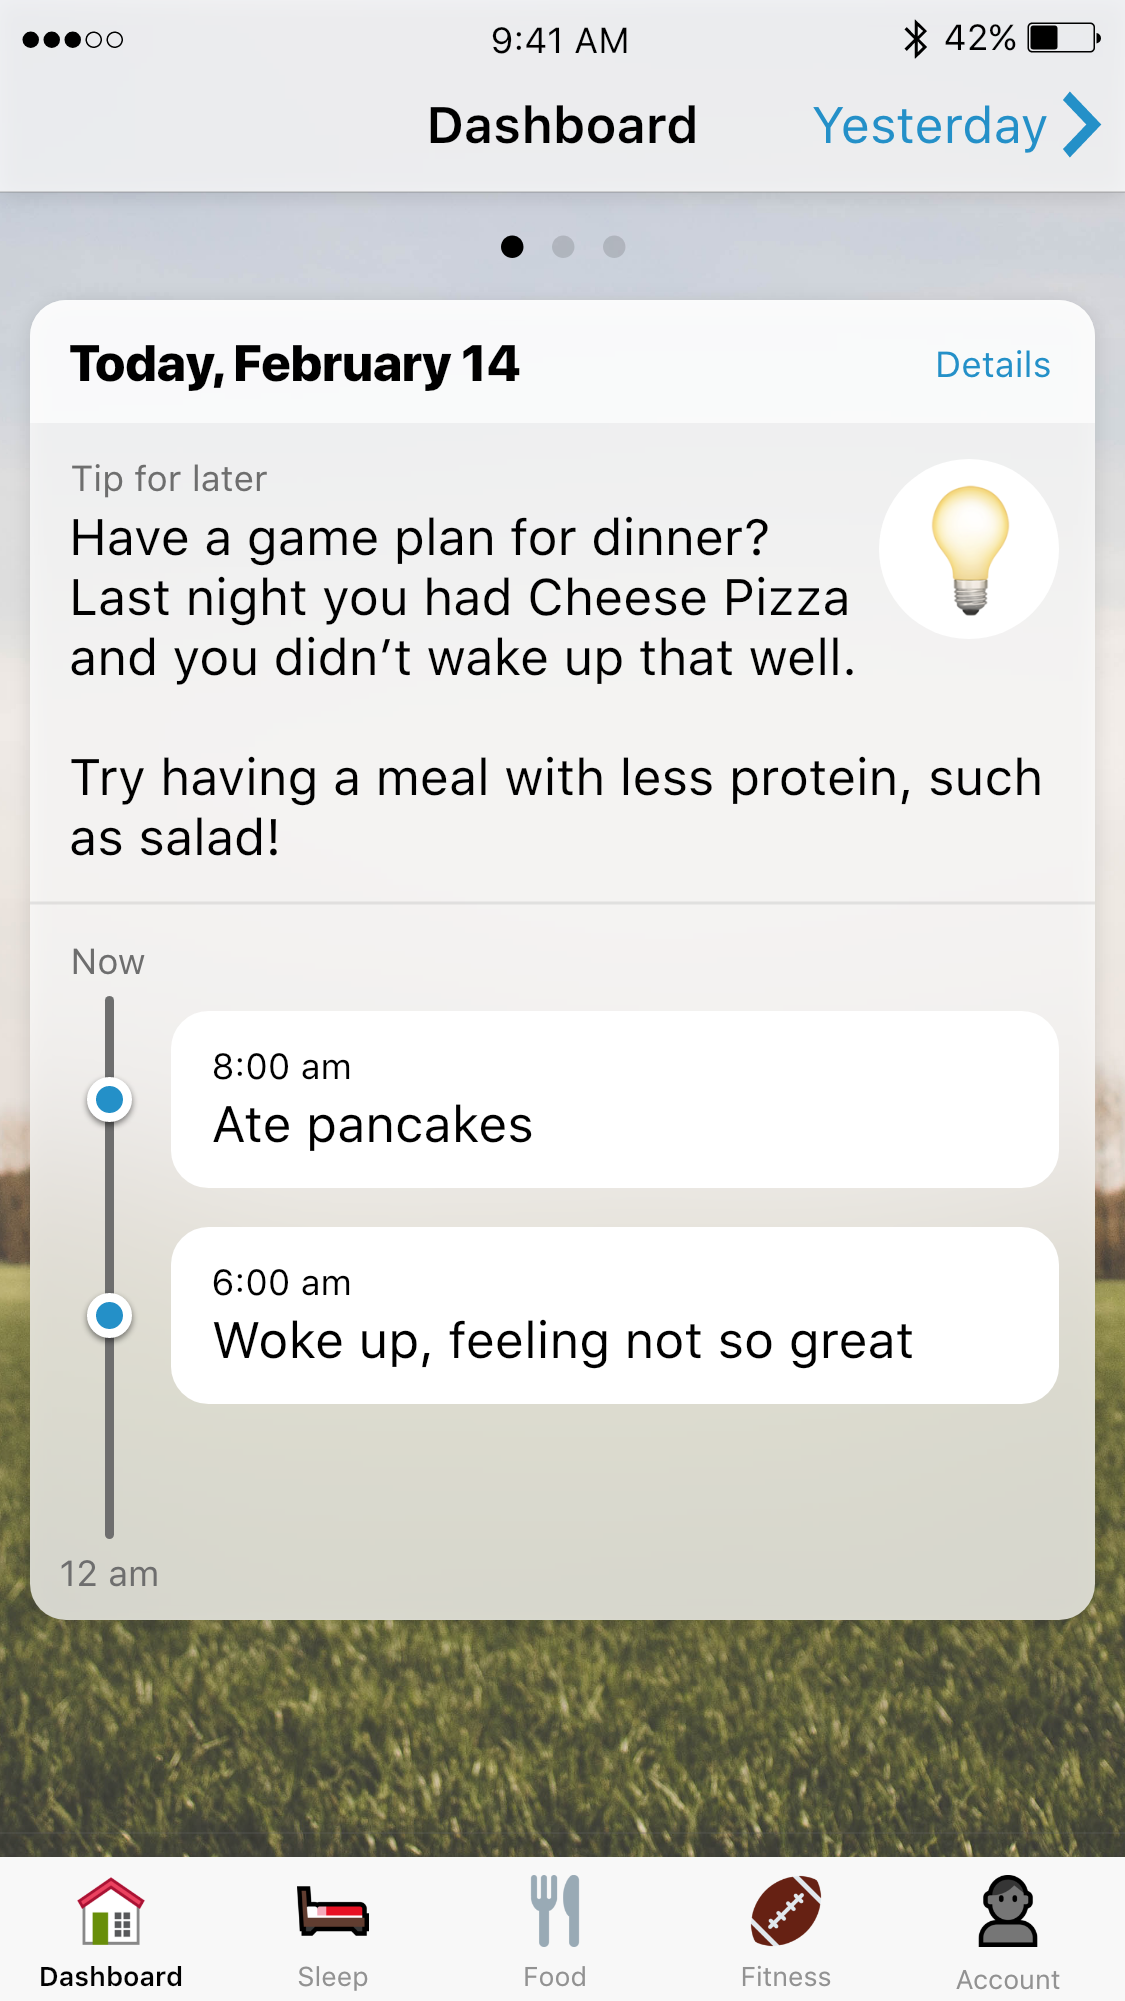 9:41 AM
42%
Dashboard
Yesterday
Today, February 14
Details
Tip for later
Have a game plan for dinner?
Last night you had Cheese Pizza
and you didn’t wake up that well.
Try having a meal with less protein, such
as salad!
Now
8:00 am
Ate pancakes
6:00 am
Woke up, feeling not so great
12 am
Dashboard
Sleep
Food
Fitness
Account